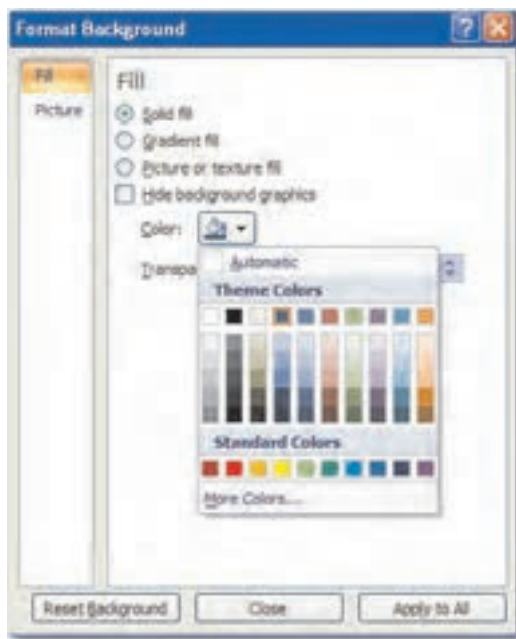 Format Background
Fill
Picture
Fill
Solid fill
Gradient fill
Picture or texture fill
Hide background graphics
Color:
Transpa
Automatic
Theme Colors
Standard Colors
More Colors...
Reset Background
Close
Apply to All